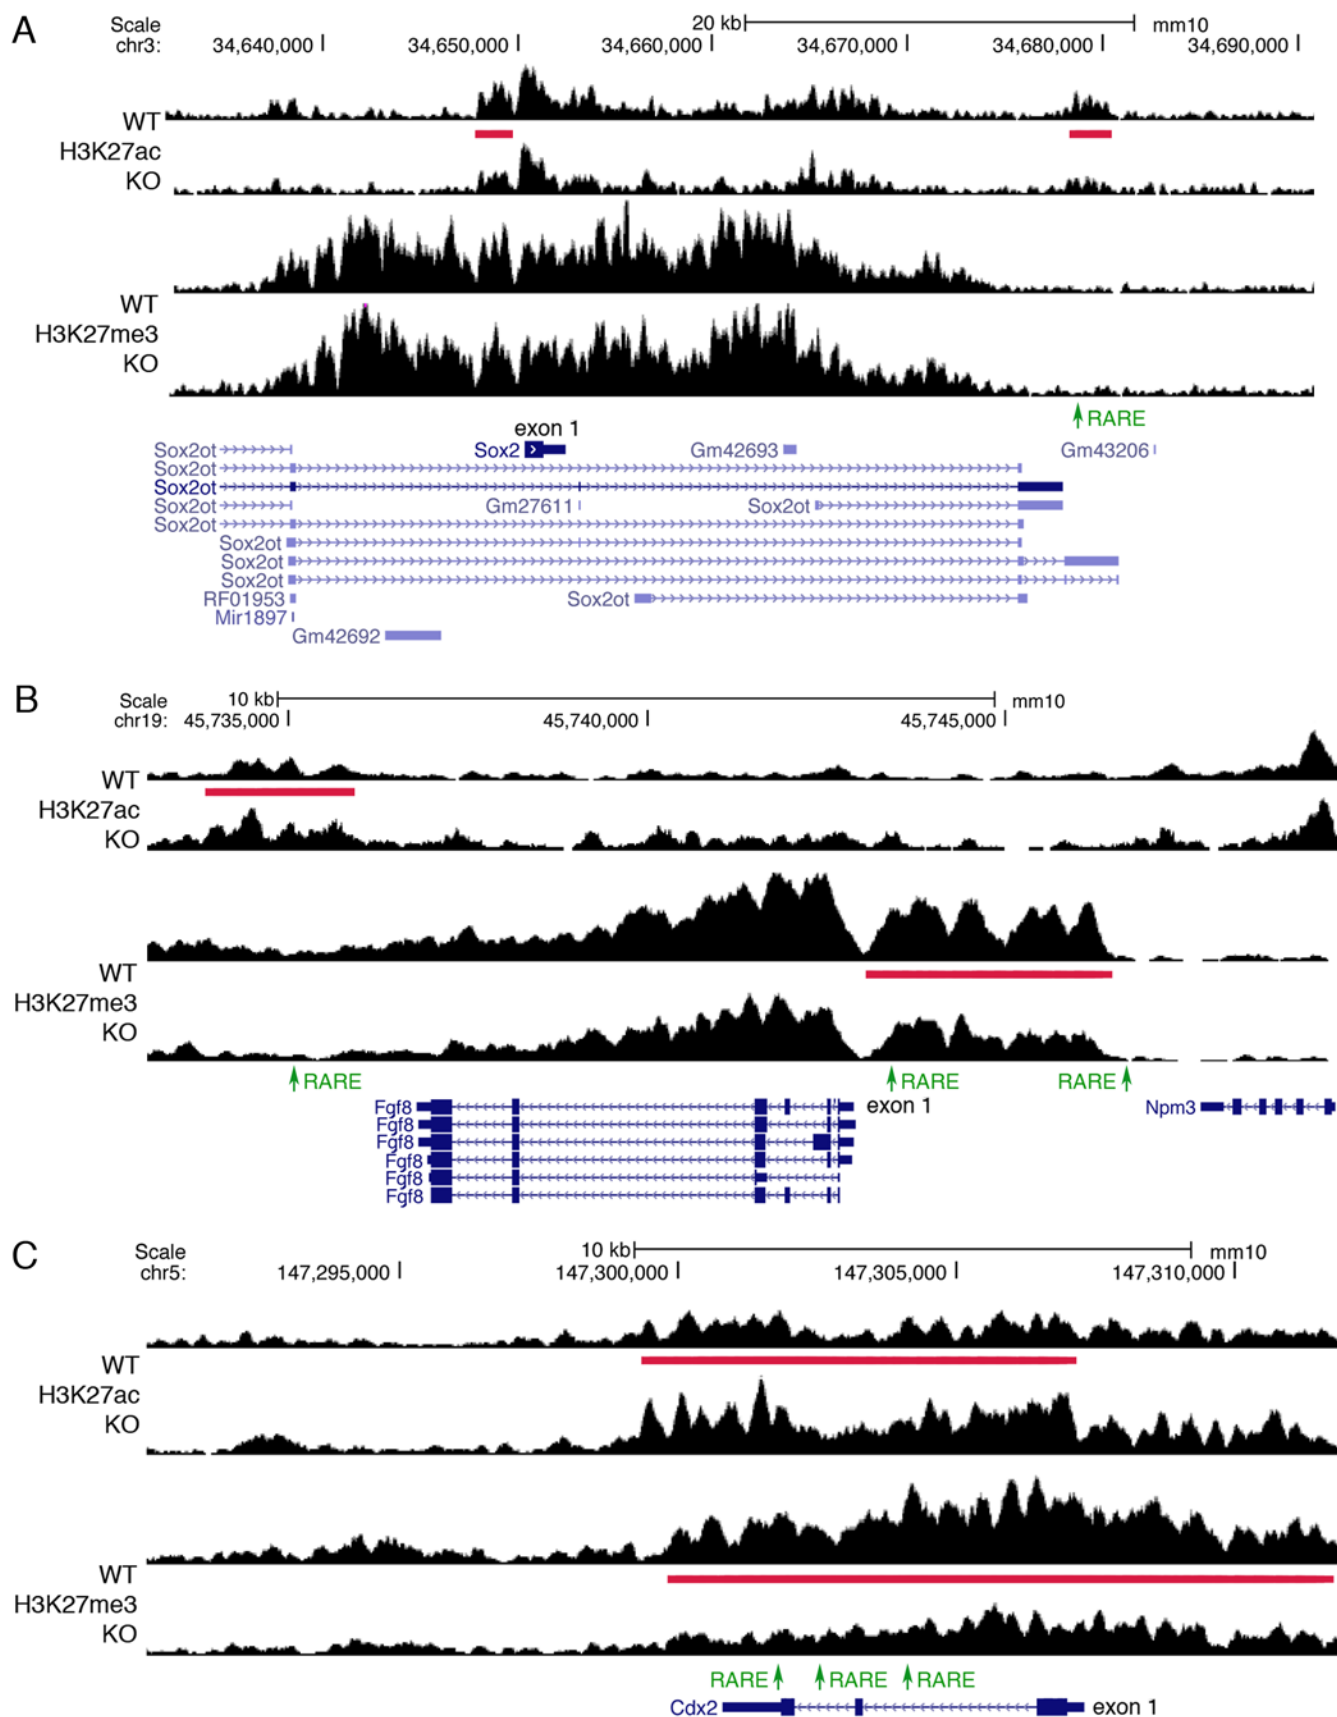 A
Scale 20 kb mm10
chr3: 34,640,000 34,650,000 34,660,000 34,670,000 34,680,000 34,690,000
WT
H3K27ac
KO
WT
H3K27me3
KO
RARE
exon 1
Sox2ot Sox2 Gm42693 Gm43206
Sox2ot
Sox2ot
Sox2ot Gm27611 Sox2ot
Sox2ot
Sox2ot
Sox2ot
Sox2ot
RF01953 Sox2ot
Mir1897
Gm42692
B
Scale 10 kb mm10
chr19: 45,735,000 45,740,000 45,745,000
WT
H3K27ac
KO
WT
H3K27me3
KO
RARE RARE RARE
Fgf8 exon 1 Npm3
Fgf8
Fgf8
Fgf8
Fgf8
Fgf8
C
Scale 10 kb mm10
chr5: 147,295,000 147,300,000 147,305,000 147,310,000
WT
H3K27ac
KO
WT
H3K27me3
KO
RARE RARE RARE
Cdx2 exon 1